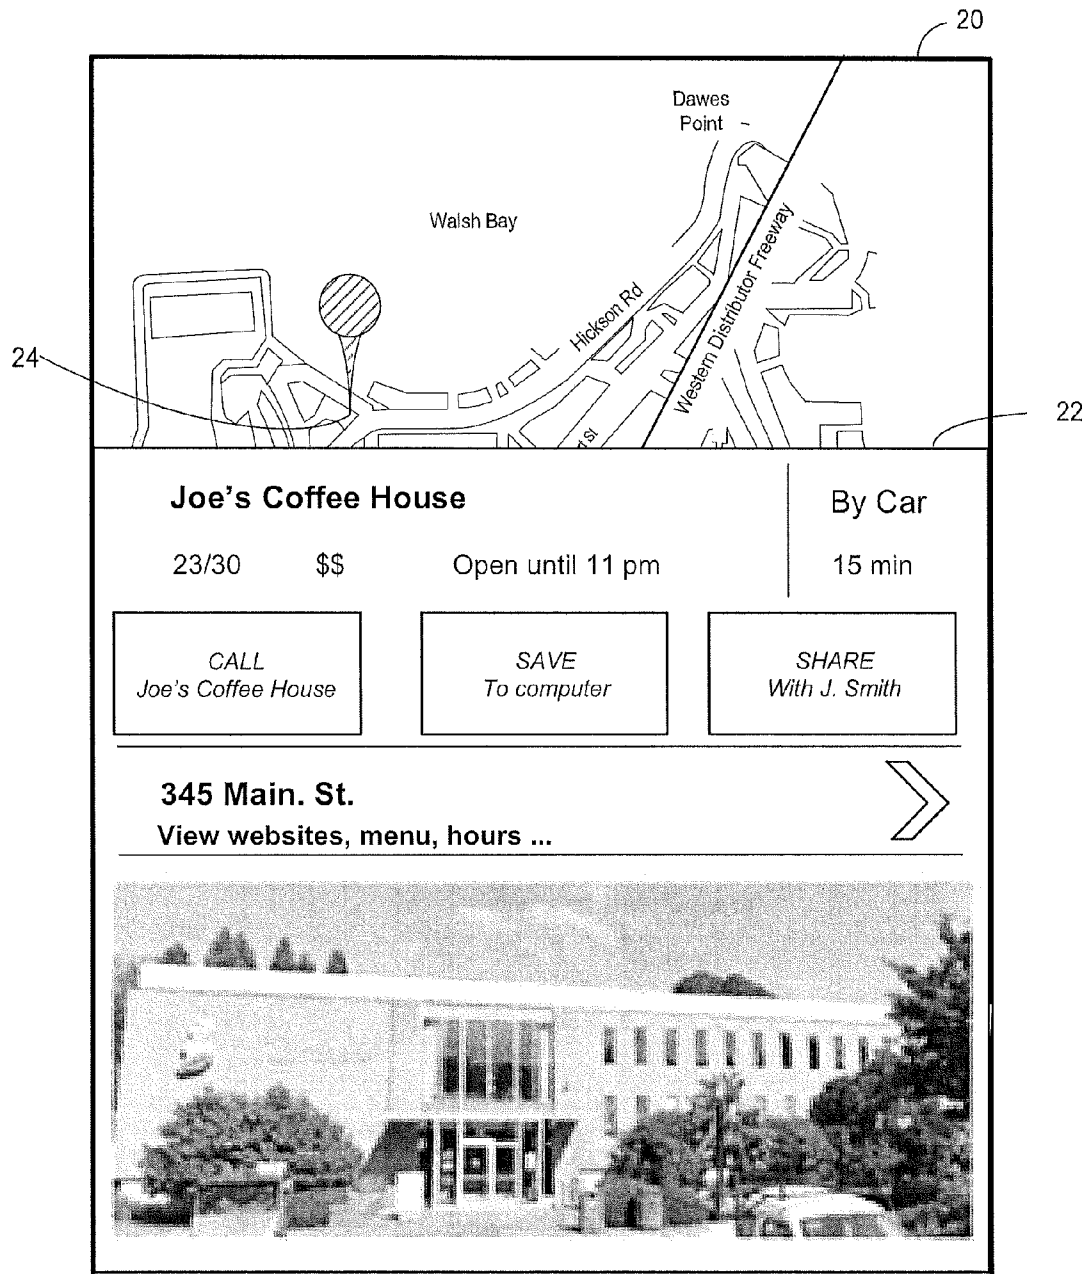 20
Dawes
Point
Walsh Bay
Hickson Rd
Western Distributor Freeway
24
22
St
Joe's Coffee House
By Car
23/30 $$ Open until 11 pm
15 min
CALL
Joe's Coffee House
SAVE
To computer
SHARE
With J. Smith
345 Main. St.
View websites, menu, hours ...